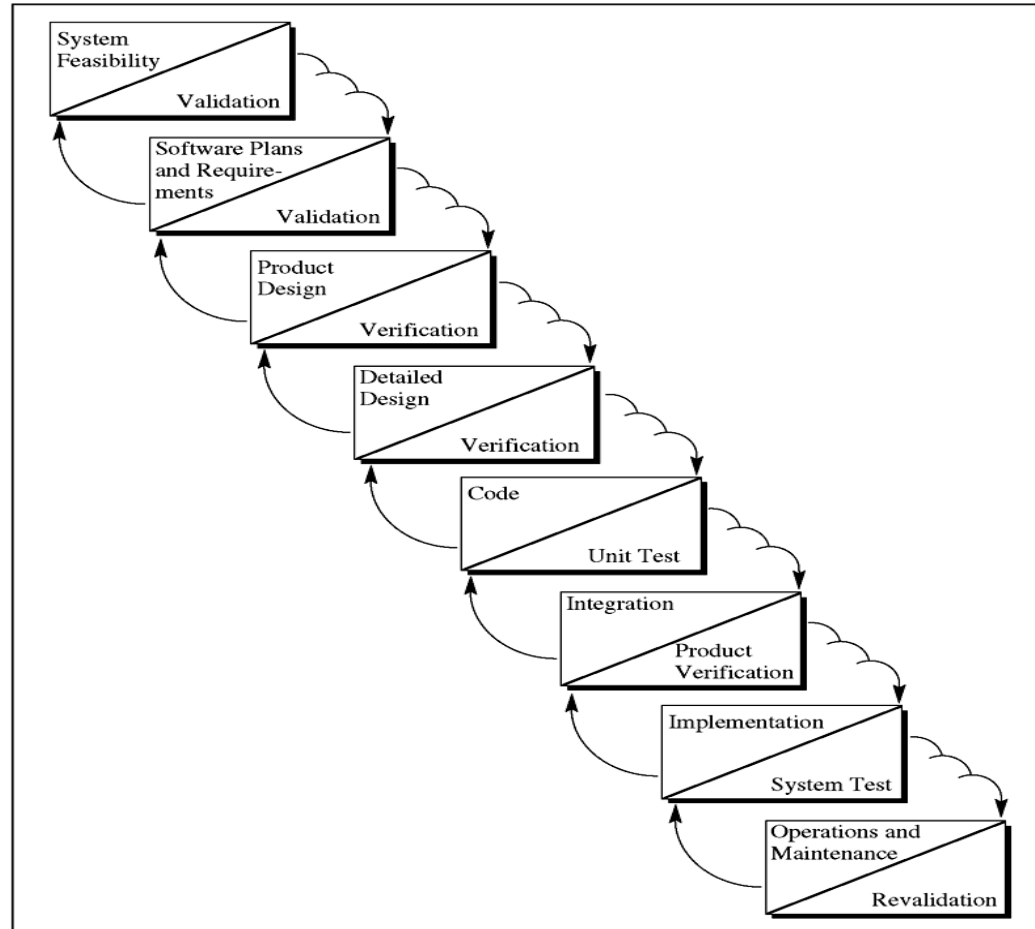 System
Feasibility
Validation
Software Plans
and Require-
ments
Validation
Product
Design
Verification
Detailed
Design
Verification
Code
Unit Test
Integration
Product
Verification
Implementation
System Test
Operations and
Maintenance
Revalidation